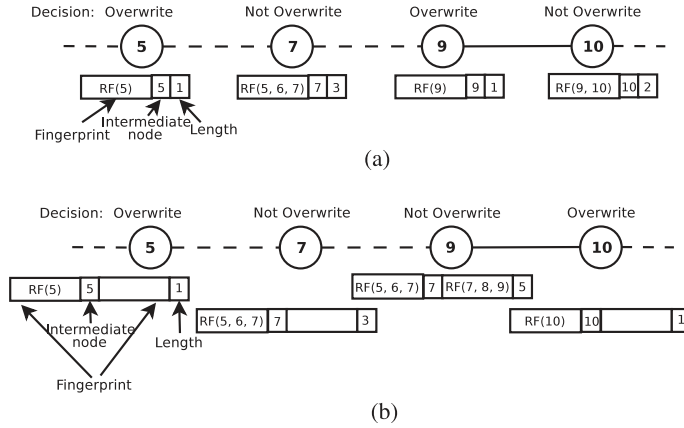 Decision: Overwrite Not Overwrite Overwrite Not Overwrite
5 7 9 10
RF(5) 5 1 RF(5, 6, 7) 7 3 RF(9) 9 1 RF(9, 10) 10 2
Fingerprint Intermediate node Length
(a)
Decision: Overwrite Not Overwrite Not Overwrite Overwrite
5 7 9 10
RF(5) 5 1 RF(5, 6, 7) 7 RF(7, 8, 9) 5
Intermediate node Length RF(5, 6, 7) 7 3 RF(10) 10 1
Fingerprint
(b)